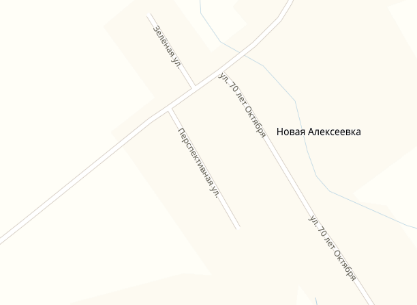 Зелёная ул.
ул. 70 лет Октября
Новая Алексеевка
Перспективная ул.
ул. 70 лет Октября